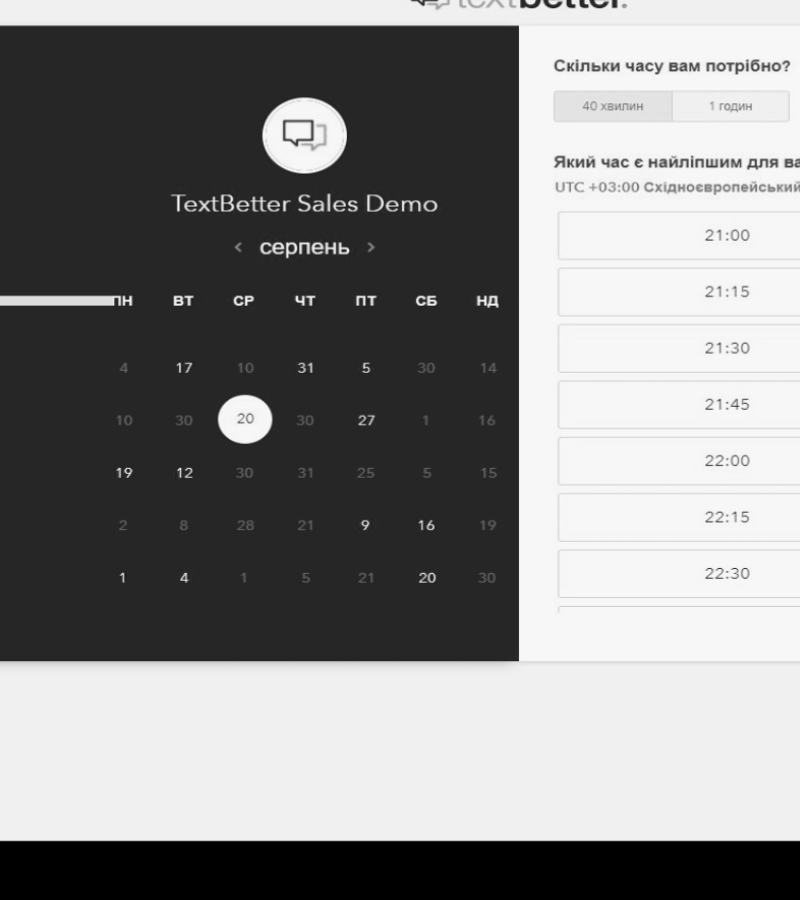 textbetter.
TextBetter Sales Demo
< серпень >
ПН ВТ СР ЧТ ПТ СБ НД
4 17 10 31 5 30 14
10 30 20 30 27 1 16
19 12 30 31 25 5 15
2 8 28 21 9 16 19
1 4 1 5 21 20 30
Скільки часу вам потрібно?
40 хвилин 1 годин
Який час є найліпшим для
UTC +03:00 Східноєвропейський
21:00
21:15
21:30
21:45
22:00
22:15
22:30